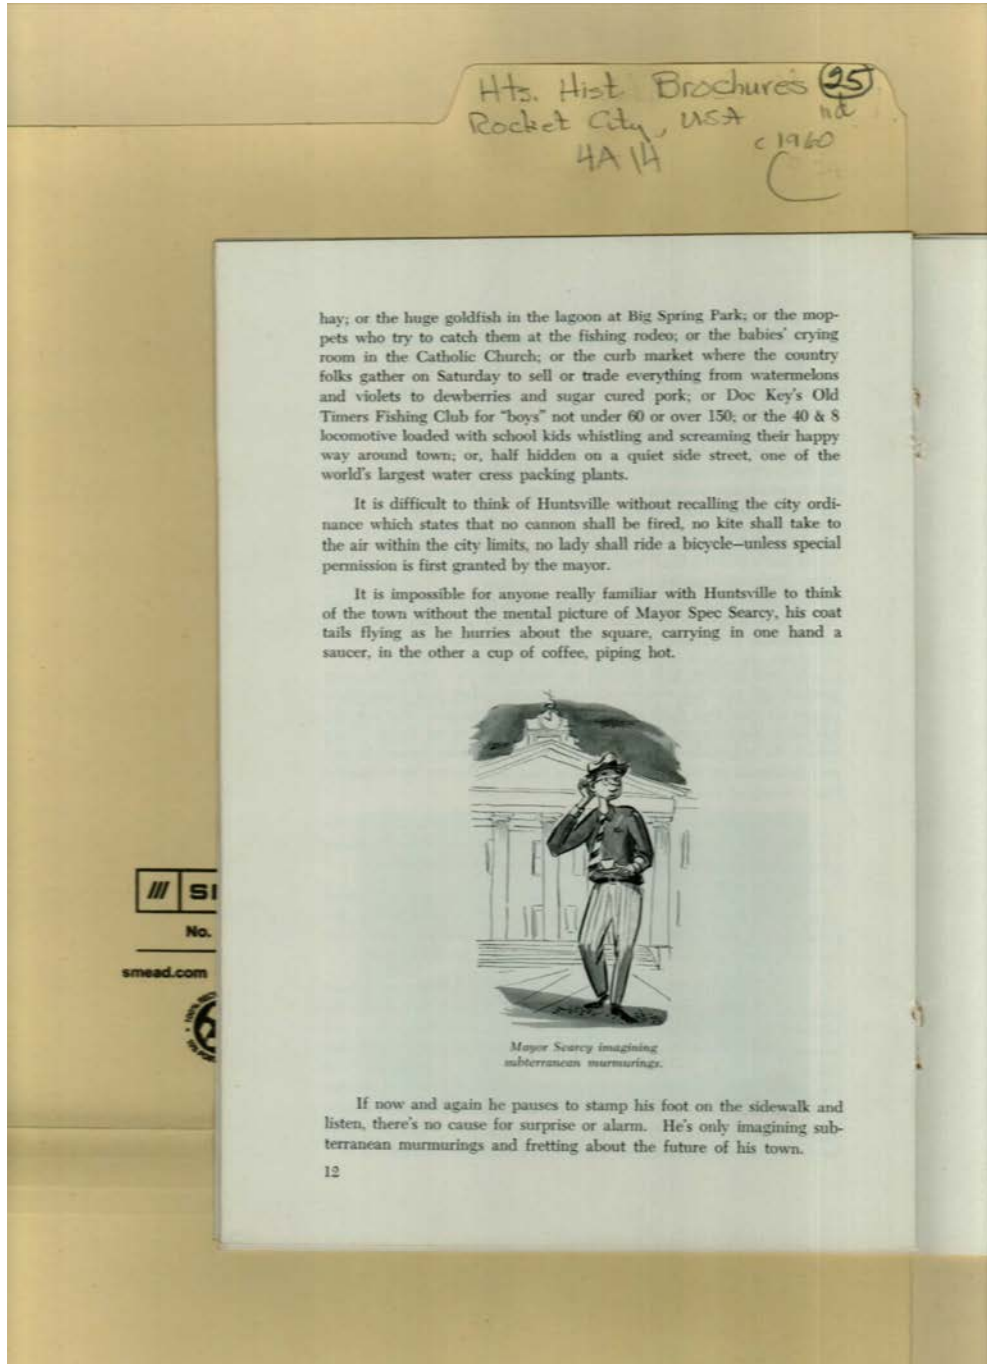 Hts. Hist Brochures 25
Rocket City, USA nd
4A 14 c 1960
hay; or the huge goldfish in the lagoon at Big Spring Park; or the mop-
pets who try to catch them at the fishing rodeo; or the babies' crying
room in the Catholic Church; or the curb market where the country
folks gather on Saturday to sell or trade everything from watermelons
and violets to dewberries and sugar cured pork; or Doc Key's Old
Timers Fishing Club for "boys" not under 60 or over 150; or the 40 & 8
locomotive loaded with school kids whistling and screaming their happy
way around town; or, half hidden on a quiet side street, one of the
world's largest water cress packing plants.
It is difficult to think of Huntsville without recalling the city ordi-
nance which states that no cannon shall be fired, no kite shall take to
the air within the city limits, no lady shall ride a bicycle—unless special
permission is first granted by the mayor.
It is impossible for anyone really familiar with Huntsville to think
of the town without the mental picture of Mayor Spec Searcy, his coat
tails flying as he hurries about the square, carrying in one hand a
saucer, in the other a cup of coffee, piping hot.
SM
No.
smead.com
Mayor Searcy imagining
subterranean murmurings.
If now and again he pauses to stamp his foot on the sidewalk and
listen, there's no cause for surprise or alarm. He's only imagining sub-
terranean murmurings and fretting about the future of his town.
12